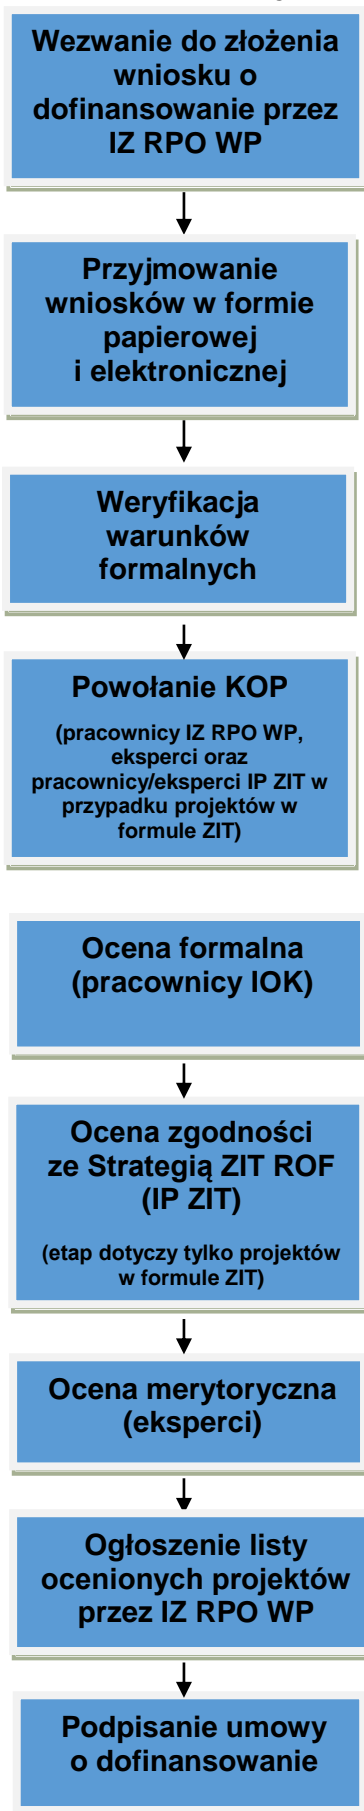 Wezwanie do złożenia
wniosku o
dofinansowanie przez
IZ RPO WP
Przyjmowanie
wniosków w formie
papierowej
i elektronicznej
Weryfikacja
warunków
formalnych
Powołanie KOP
(pracownicy IZ RPO WP,
eksperci oraz
pracownicy/eksperci IP ZIT w
przypadku projektów w
formule ZIT)
Ocena formalna
(pracownicy IOK)
Ocena zgodności
ze Strategią ZIT ROF
(IP ZIT)
(etap dotyczy tylko projektów
w formule ZIT)
Ocena merytoryczna
(eksperci)
Ogłoszenie listy
ocenionych projektów
przez IZ RPO WP
Podpisanie umowy
o dofinansowanie